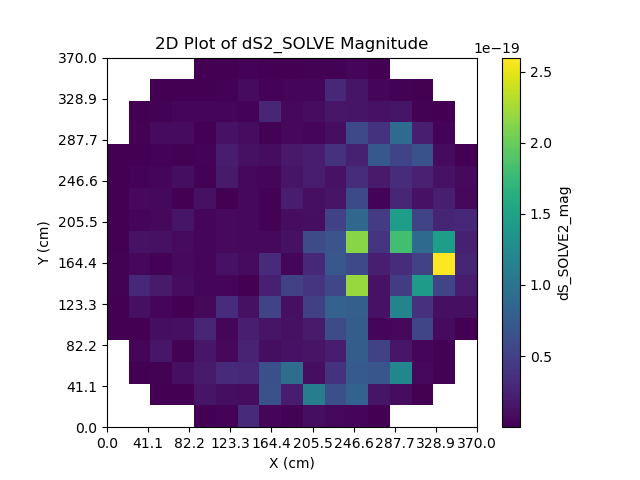 2D Plot of dS2_SOLVE Magnitude
1e−19
370.0
328.9
287.7
246.6
205.5
164.4
123.3
82.2
41.1
0.0
Y (cm)
0.0 41.1 82.2 123.3 164.4 205.5 246.6 287.7 328.9 370.0
X (cm)
2.5
2.0
1.5
1.0
0.5
dS_SOLVE2_mag